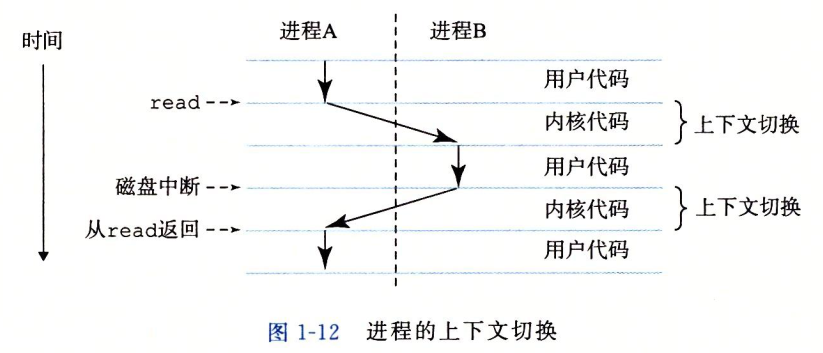 进程A 进程B
时间
用户代码
read
内核代码 上下文切换
用户代码
磁盘中断
内核代码 上下文切换
从read返回
用户代码
图 1-12 进程的上下文切换